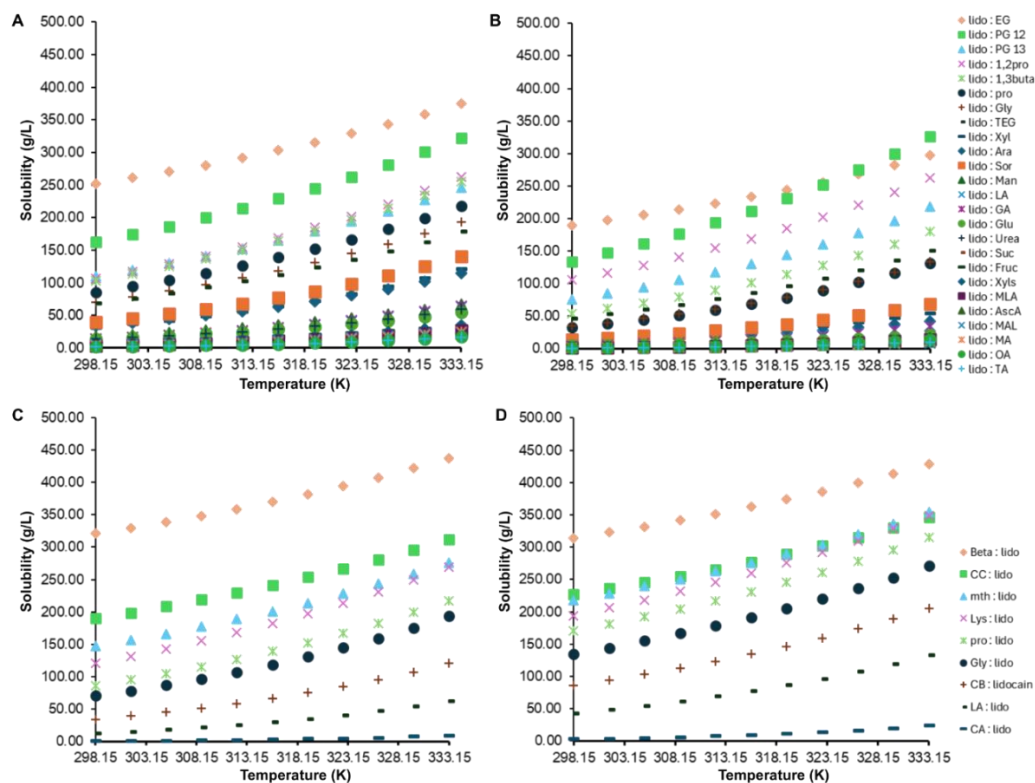 A
500.00
450.00
400.00
350.00
300.00
250.00
200.00
150.00
100.00
50.00
0.00
Solubility (g/L)
298.15 303.15 308.15 313.15 318.15 323.15 328.15 333.15
Temperature (K)
B
500.00
450.00
400.00
350.00
300.00
250.00
200.00
150.00
100.00
50.00
0.00
Solubility (g/L)
298.15 303.15 308.15 313.15 318.15 323.15 328.15 333.15
Temperature (K)
lido : EG
lido : PG 12
lido : PG 13
lido : 1,2pro
lido : 1,3buta
lido : pro
lido : Gly
lido : TEG
lido : Xyl
lido : Ara
lido : Sor
lido : Man
lido : LA
lido : GA
lido : Glu
lido : Urea
lido : Suc
lido : Fruc
lido : Xyls
lido : MLA
lido : AscA
lido : MAL
lido : MA
lido : OA
lido : TA
C
500.00
450.00
400.00
350.00
300.00
250.00
200.00
150.00
100.00
50.00
0.00
Solubility (g/L)
298.15 303.15 308.15 313.15 318.15 323.15 328.15 333.15
Temperature (K)
D
500.00
450.00
400.00
350.00
300.00
250.00
200.00
150.00
100.00
50.00
0.00
Solubility (g/L)
298.15 303.15 308.15 313.15 318.15 323.15 328.15 333.15
Temperature (K)
Beta : lido
CC : lido
mth : lido
Lys : lido
pro : lido
Gly : lido
CB : lidocain
LA : lido
CA : lido